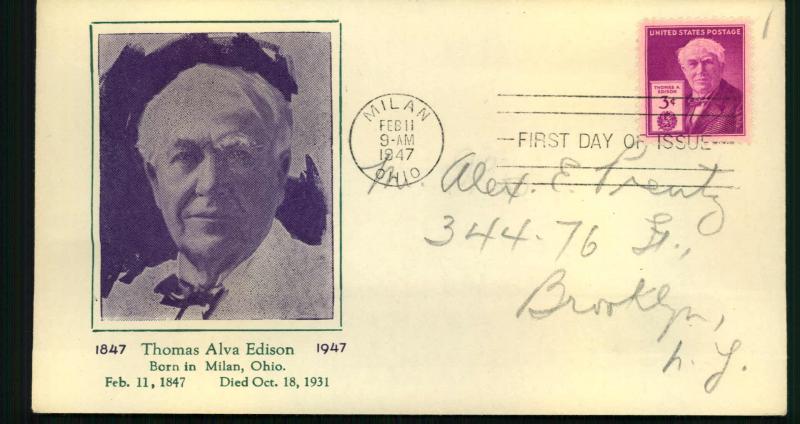 UNITED STATES POSTAGE
THOMAS A.
EDISON
3¢
MILAN
FEB 11
9-AM
1947
OHIO
FIRST DAY OF ISSUE
Mr. Alex. E. Prentz
344-76 St.,
Brooklyn,
N. Y.
1847 Thomas Alva Edison 1947
Born in Milan, Ohio.
Feb. 11, 1847 Died Oct. 18, 1931